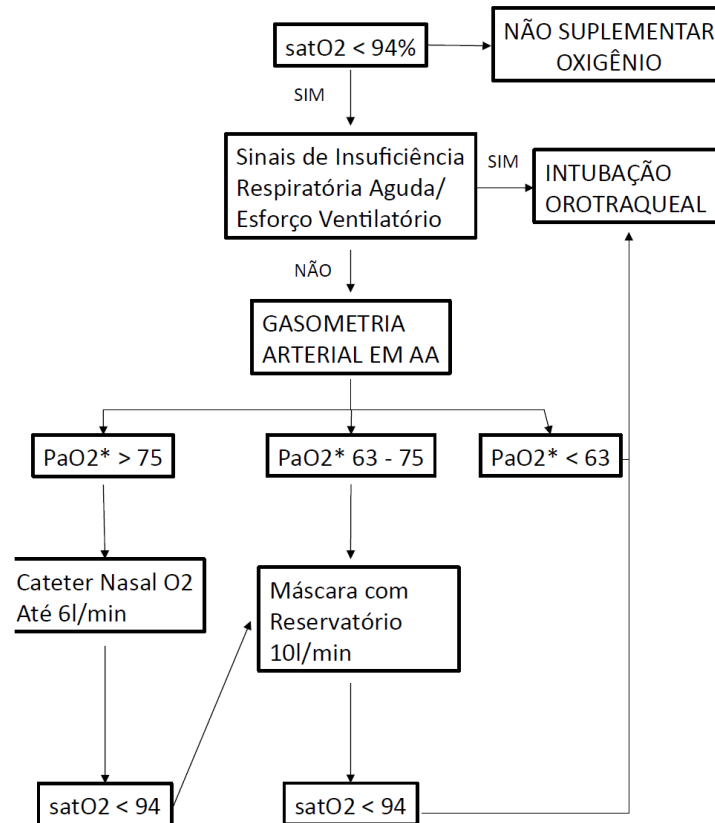 satO2 < 94%
NÃO SUPLEMENTAR
OXIGÊNIO
SIM
Sinais de Insuficiência
Respiratória Aguda/
Esforço Ventilatório
SIM
INTUBAÇÃO
OROTRAQUEAL
NÃO
GASOMETRIA
ARTERIAL EM AA
PaO2* > 75
PaO2* 63 - 75
PaO2* < 63
Cateter Nasal O2
Até 6l/min
Máscara com
Reservatório
10l/min
satO2 < 94
satO2 < 94